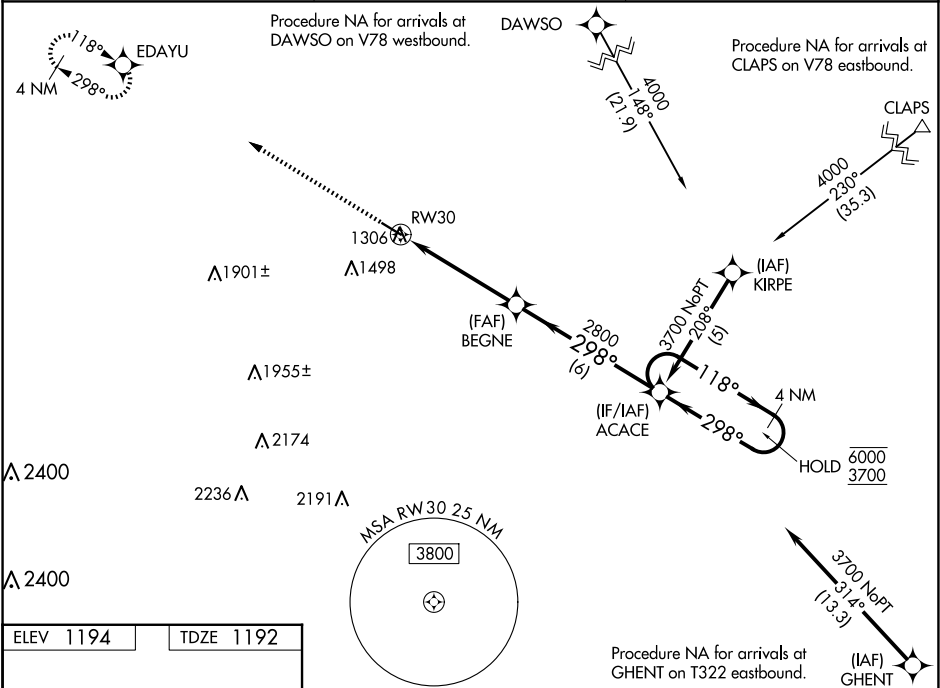 Procedure NA for arrivals at
DAWSO on V78 westbound.
DAWSO
Procedure NA for arrivals at
CLAPS on V78 eastbound.
118°
EDAYU
4 NM
298°
4000
148°
(21.9)
CLAPS
4000
230°
(35.3)
RW30
1306
1901±
1498
(IAF)
KIRPE
3700 NoPT
208°
(5)
(FAF)
BEGNE
2800
298°
(6)
118°
4 NM
1955±
(IF/IAF)
ACACE
298°
HOLD
6000
3700
2174
2400
2236
2191
MSA RW30 25 NM
3800
2400
3700 NoPT
314°
(13.3)
ELEV 1194
TDZE 1192
Procedure NA for arrivals at
GHENT on T322 eastbound.
(IAF)
GHENT